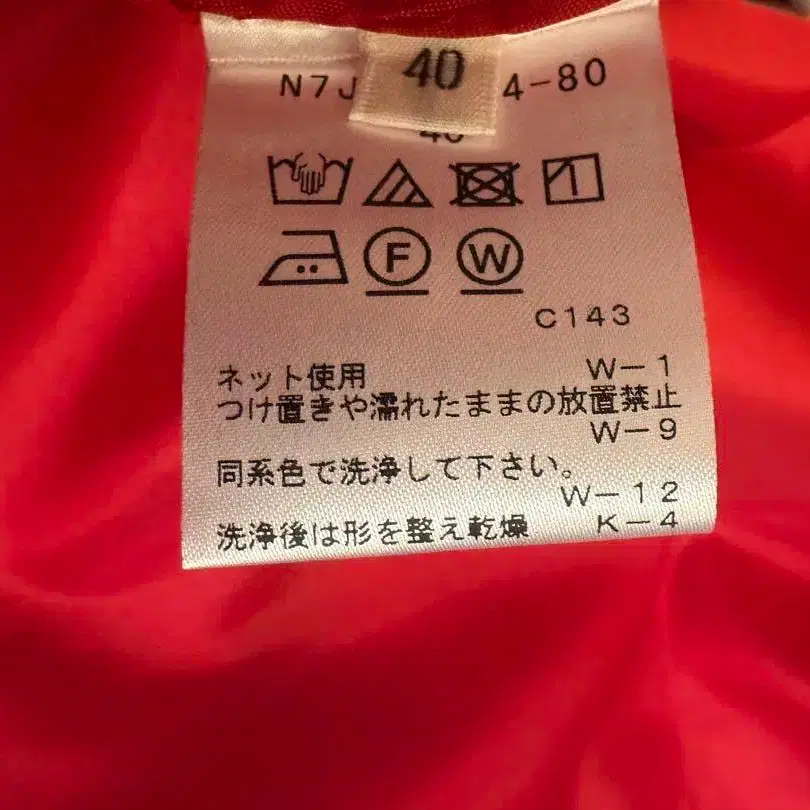 40
N7J 4-80
F W
C143
ネット使用 W-1
つけ置きや濡れたままの放置禁止
W-9
同系色で洗浄して下さい。
W-12
洗浄後は形を整え乾燥 K-4